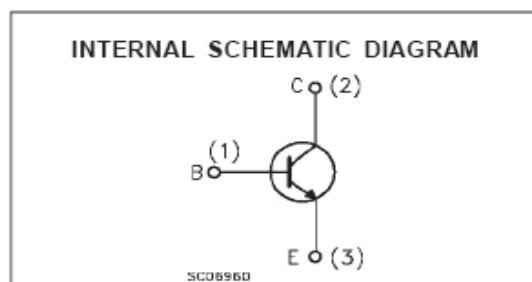 INTERNAL SCHEMATIC DIAGRAM
C (2)
(1)
B
E (3)
SC06960